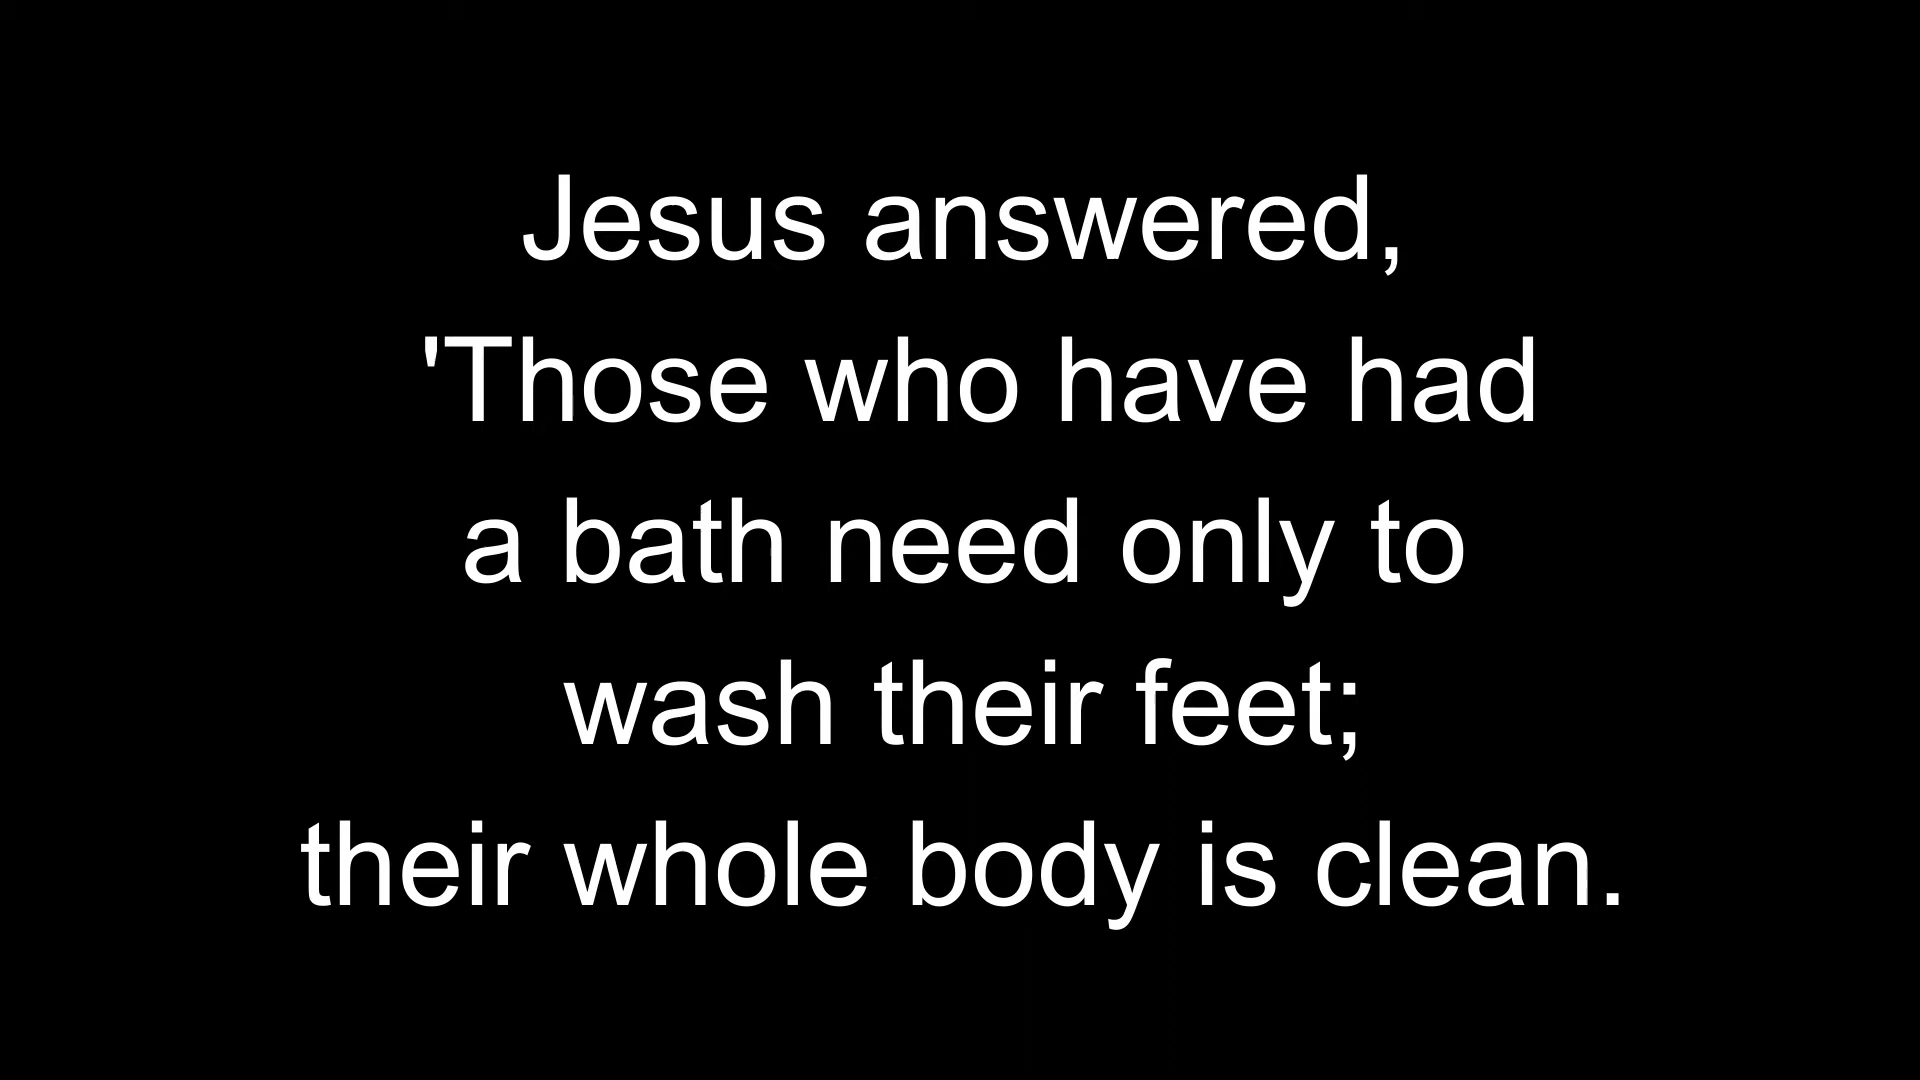 Jesus answered,
'Those who have had
a bath need only to
wash their feet;
their whole body is clean.